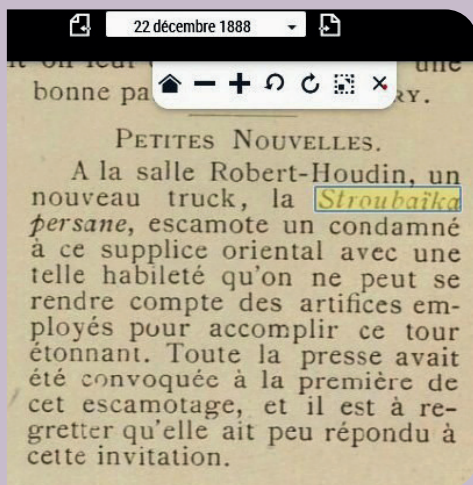 22 décembre 1888
une
bonne pa RY.
PETITES NOUVELLES.
A la salle Robert-Houdin, un
nouveau truck, la Stroubaïka
persane, escamote un condamné
à ce supplice oriental avec une
telle habileté qu'on ne peut se
rendre compte des artifices em-
ployés pour accomplir ce tour
étonnant. Toute la presse avait
été convoquée à la première de
cet escamotage, et il est à re-
gretter qu'elle ait peu répondu à
cette invitation.